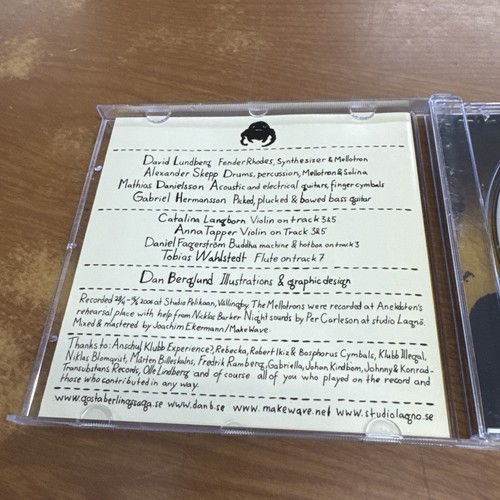 David Lundberg Fender Rhodes, Synthesizer & Mellotron
Alexander Skepp Drums, percussion, Mellotron & Solina
Mathias Danielsson Acoustic and electrical guitars, finger cymbals
Gabriel Hermansson Picked, plucked & bowed bass guitar
Catalina Langborn Violin on track 3&5
Anna Tapper Violin on Track 3&5
Daniel Fagerström Buddha machine & hotbox on track 3
Tobias Wahlstedt Flute on track 7
Dan Berglund Illustrations & graphic design
Recorded 2006 at Studio Pelikaan, Vällingby. The Mellotrons were recorded at Anekdoten's
rehearsal place with help from Niklas Barker Night sounds by Per Carleson at studio Lagnö.
Mixed & mastered by Joachim Ekermann / Make Wave.
Thanks to: Anschul, Klubb Experience?, Rebecka, Robert Ikiz & Bosphorus Cymbals, Klubb Illegal,
Niklas Blomqvist, Mårten Billeskalns, Fredrik Ramberg, Gabriella, Johan Kindbom, Johnny & Konrad-
Transubstans Records, Olle Lindberg and of course all of you who played on the record and
those who contributed in any way.
www.gostaberlingssaga.se www.danb.se www.makewave.net www.studiolagno.se